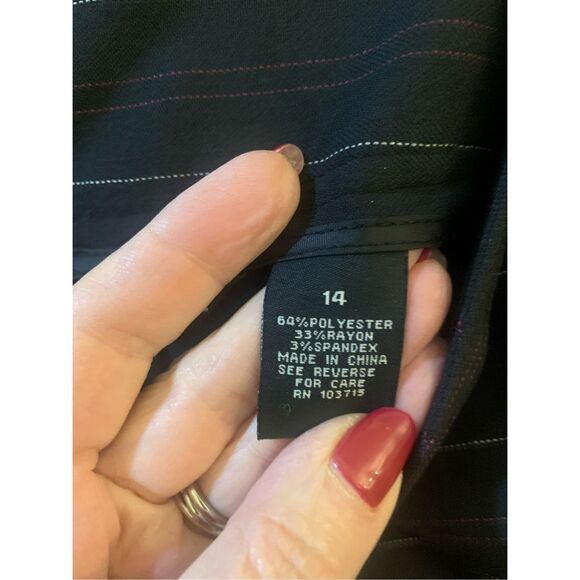 14
64%POLYESTER
33%RAYON
3%SPANDEX
MADE IN CHINA
SEE REVERSE
FOR CARE
RN 103715